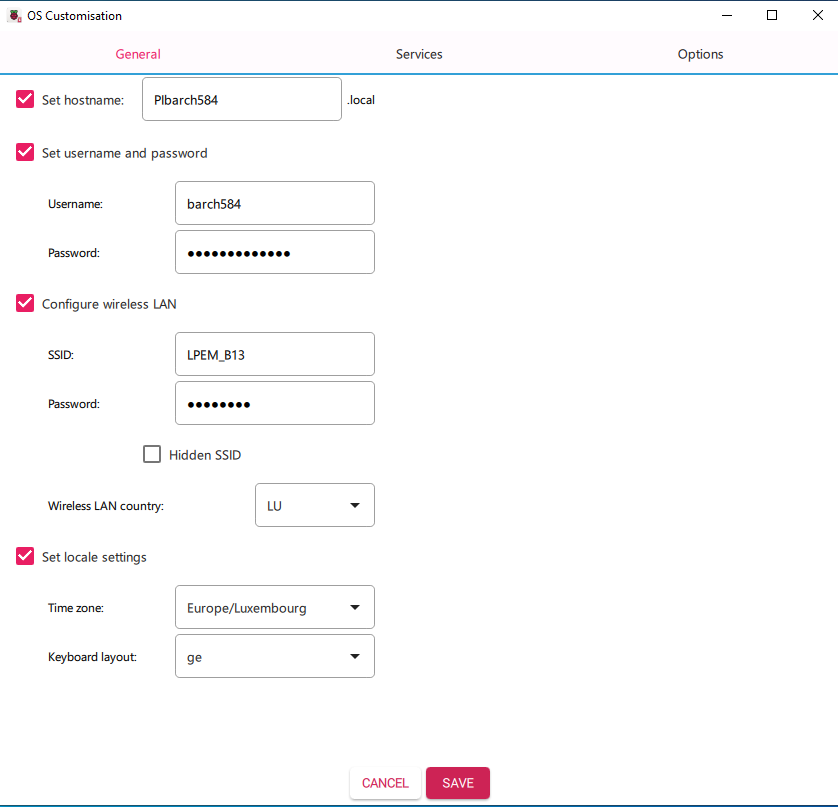 OS Customisation
General Services Options
Set hostname: PIbarch584 .local
Set username and password
Username: barch584
Password: •••••••••••••
Configure wireless LAN
SSID: LPEM_B13
Password: ••••••••
Hidden SSID
Wireless LAN country: LU
Set locale settings
Time zone: Europe/Luxembourg
Keyboard layout: ge
CANCEL SAVE